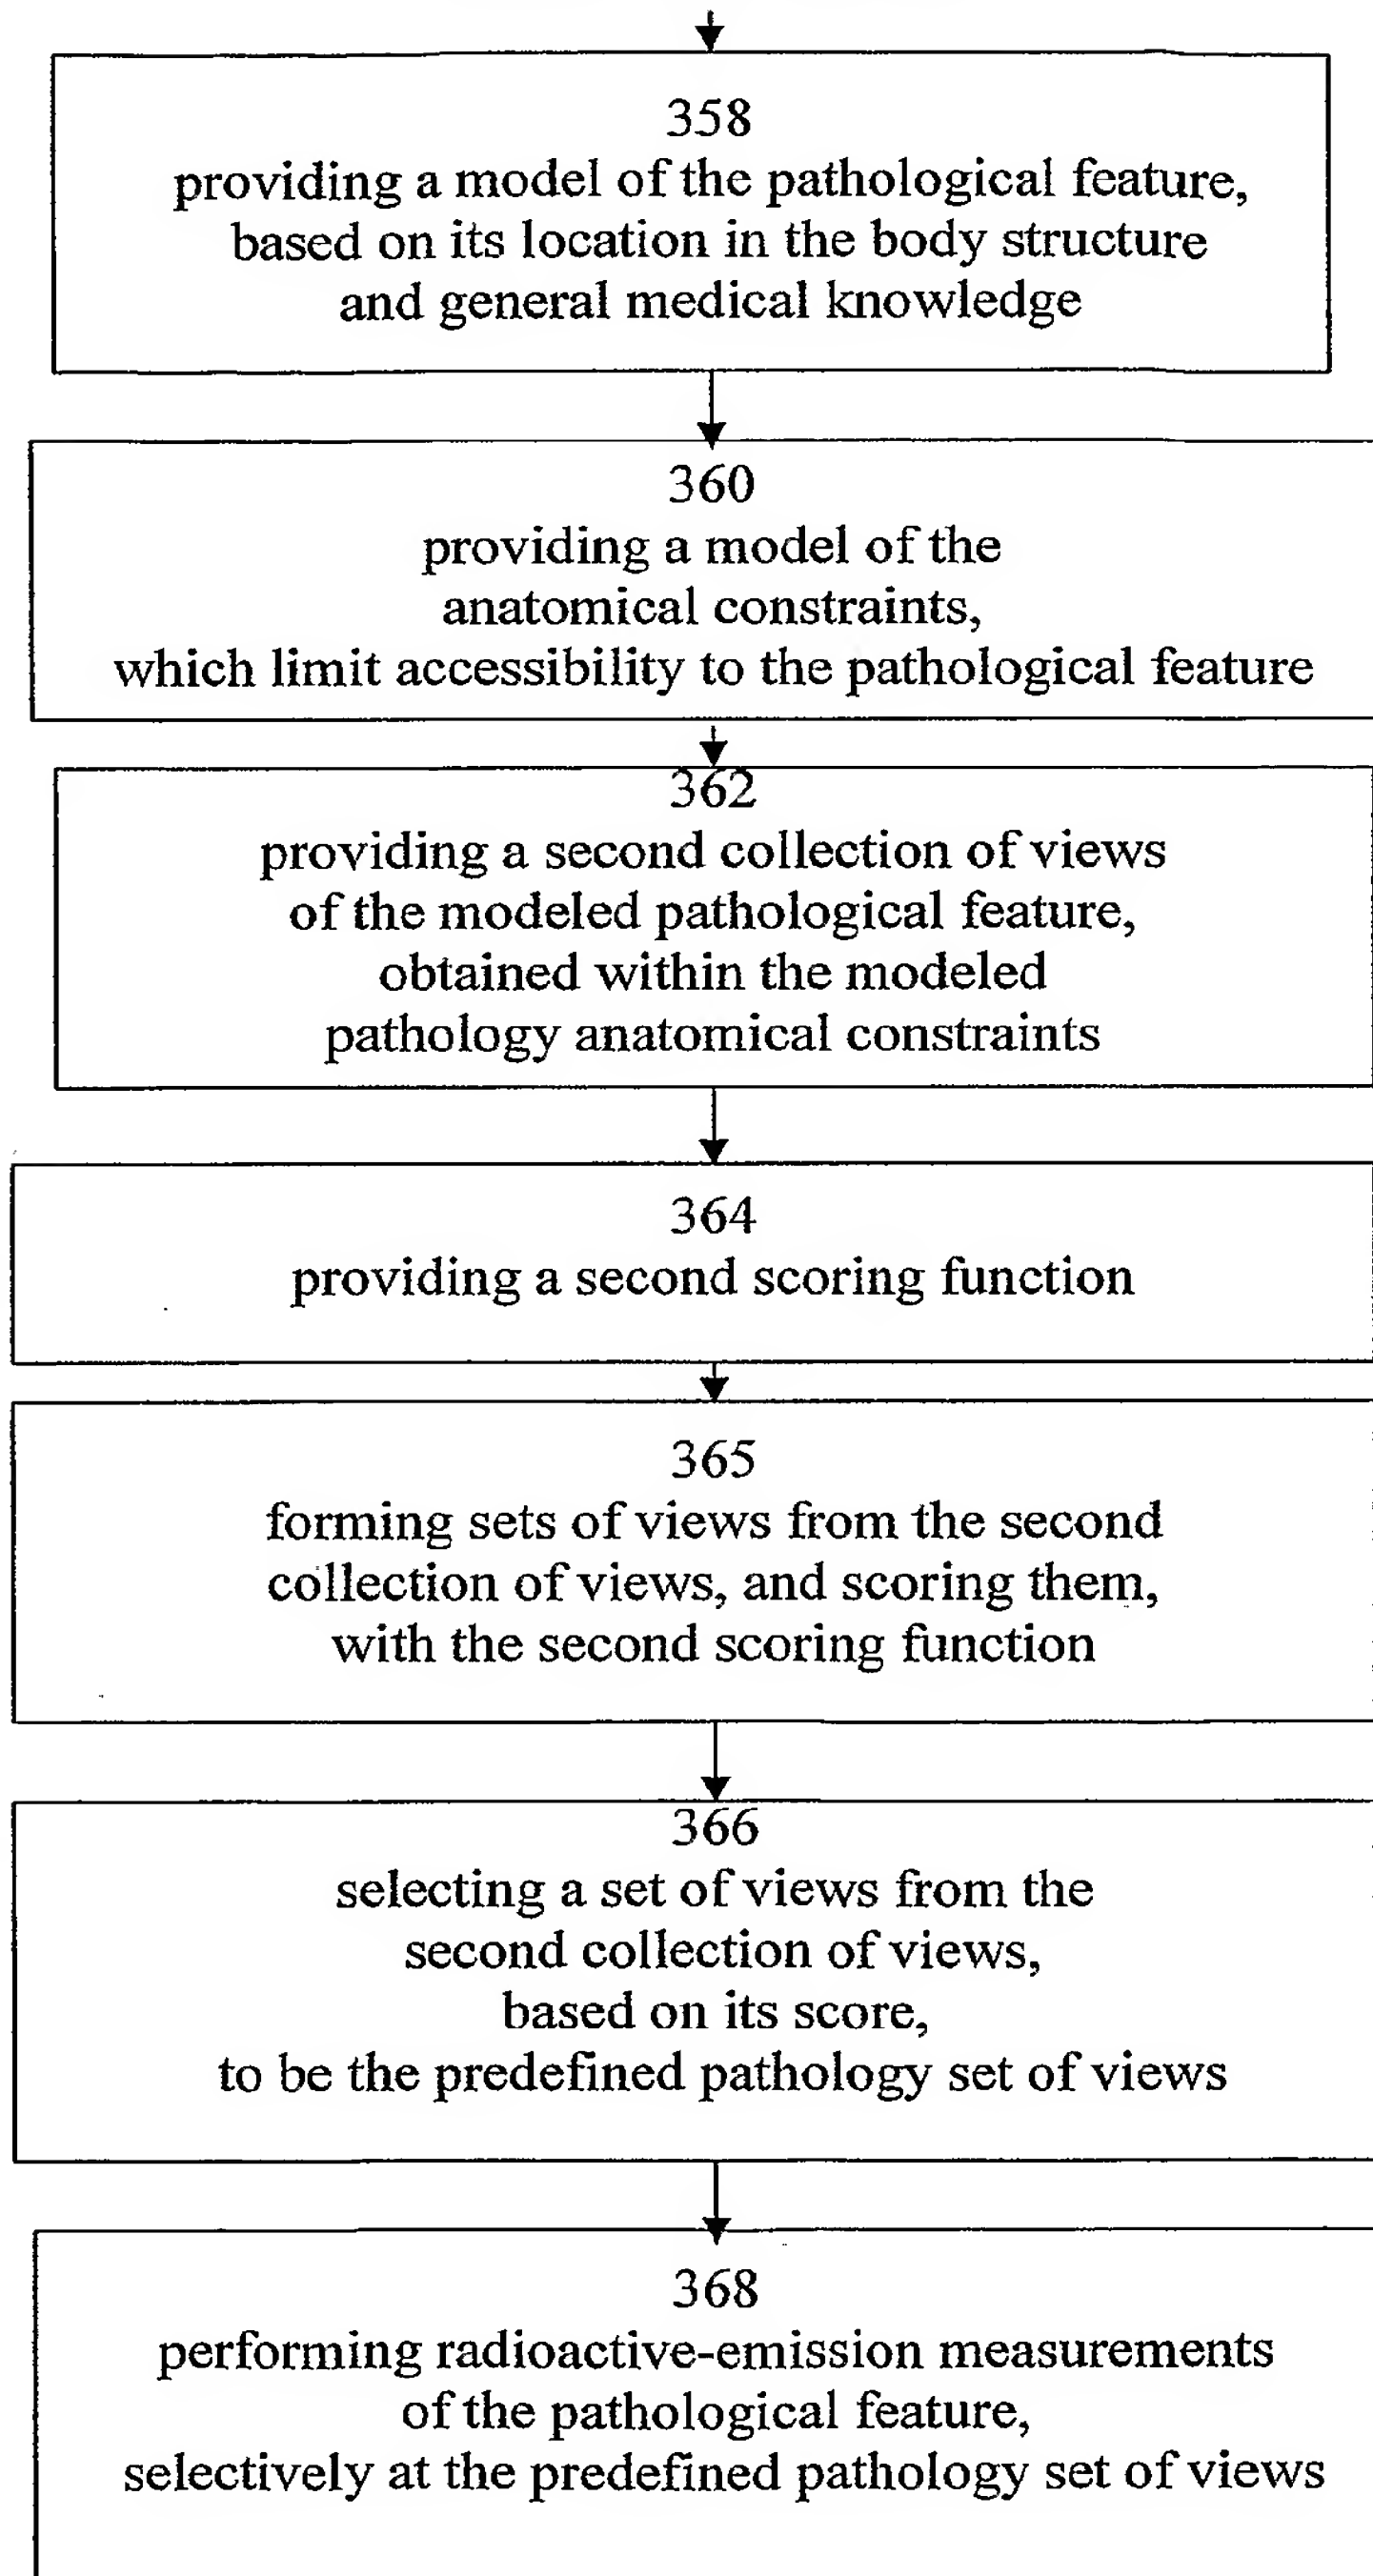 358
providing a model of the pathological feature,
based on its location in the body structure
and general medical knowledge
360
providing a model of the
anatomical constraints,
which limit accessibility to the pathological feature
362
providing a second collection of views
of the modeled pathological feature,
obtained within the modeled
pathology anatomical constraints
364
providing a second scoring function
365
forming sets of views from the second
collection of views, and scoring them,
with the second scoring function
366
selecting a set of views from the
second collection of views,
based on its score,
to be the predefined pathology set of views
368
performing radioactive-emission measurements
of the pathological feature,
selectively at the predefined pathology set of views